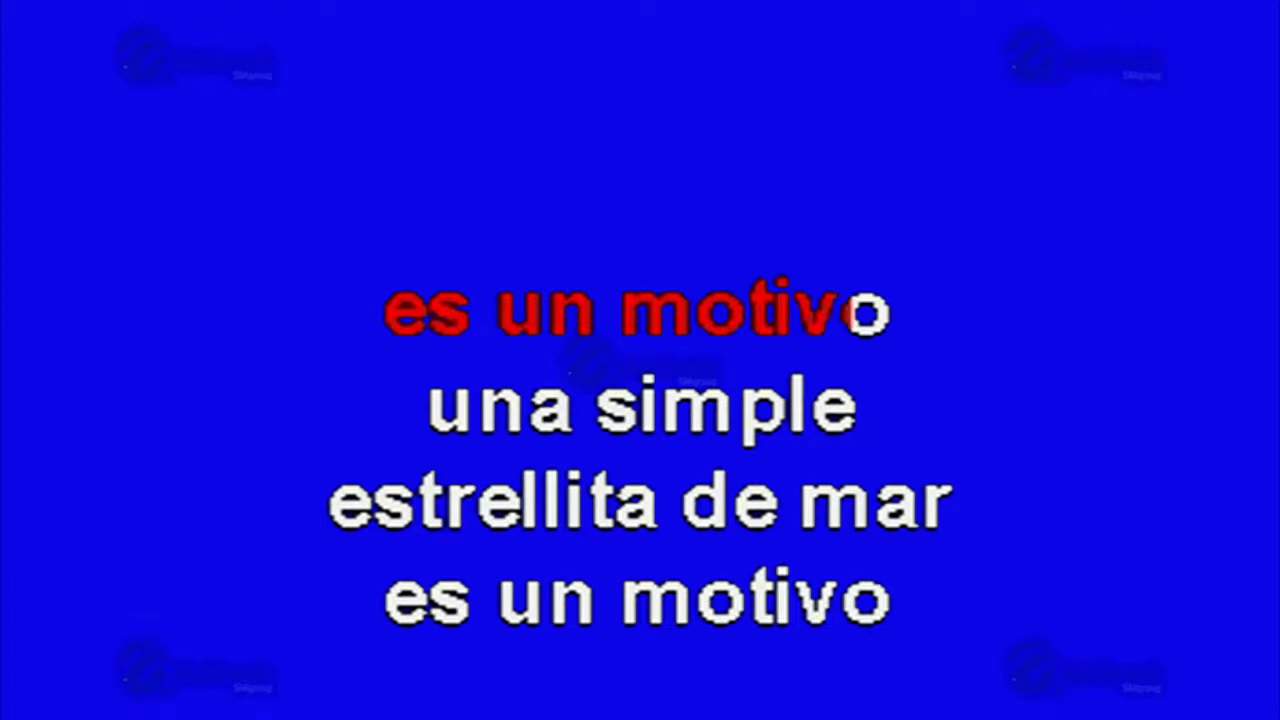 es un motivo
una simple
estrellita de mar
es un motivo